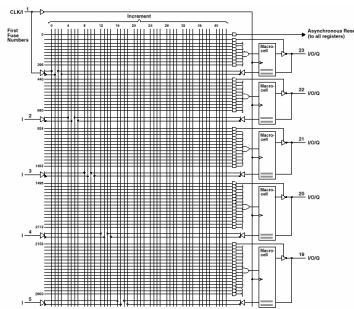 CLK/I 1
Increment
First
Fuse
Numbers
0 4 8 12 16 20 24 28 32 36 40
0
Asynchronous Rese
(to all registers)
396
Macro-
cell
23 I/O/Q
440
880
Macro-
cell
22 I/O/Q
I 2
924
1452
Macro-
cell
21 I/O/Q
I 3
1496
2112
Macro-
cell
20 I/O/Q
I 4
2156
2860
Macro-
cell
19 I/O/Q
I 5